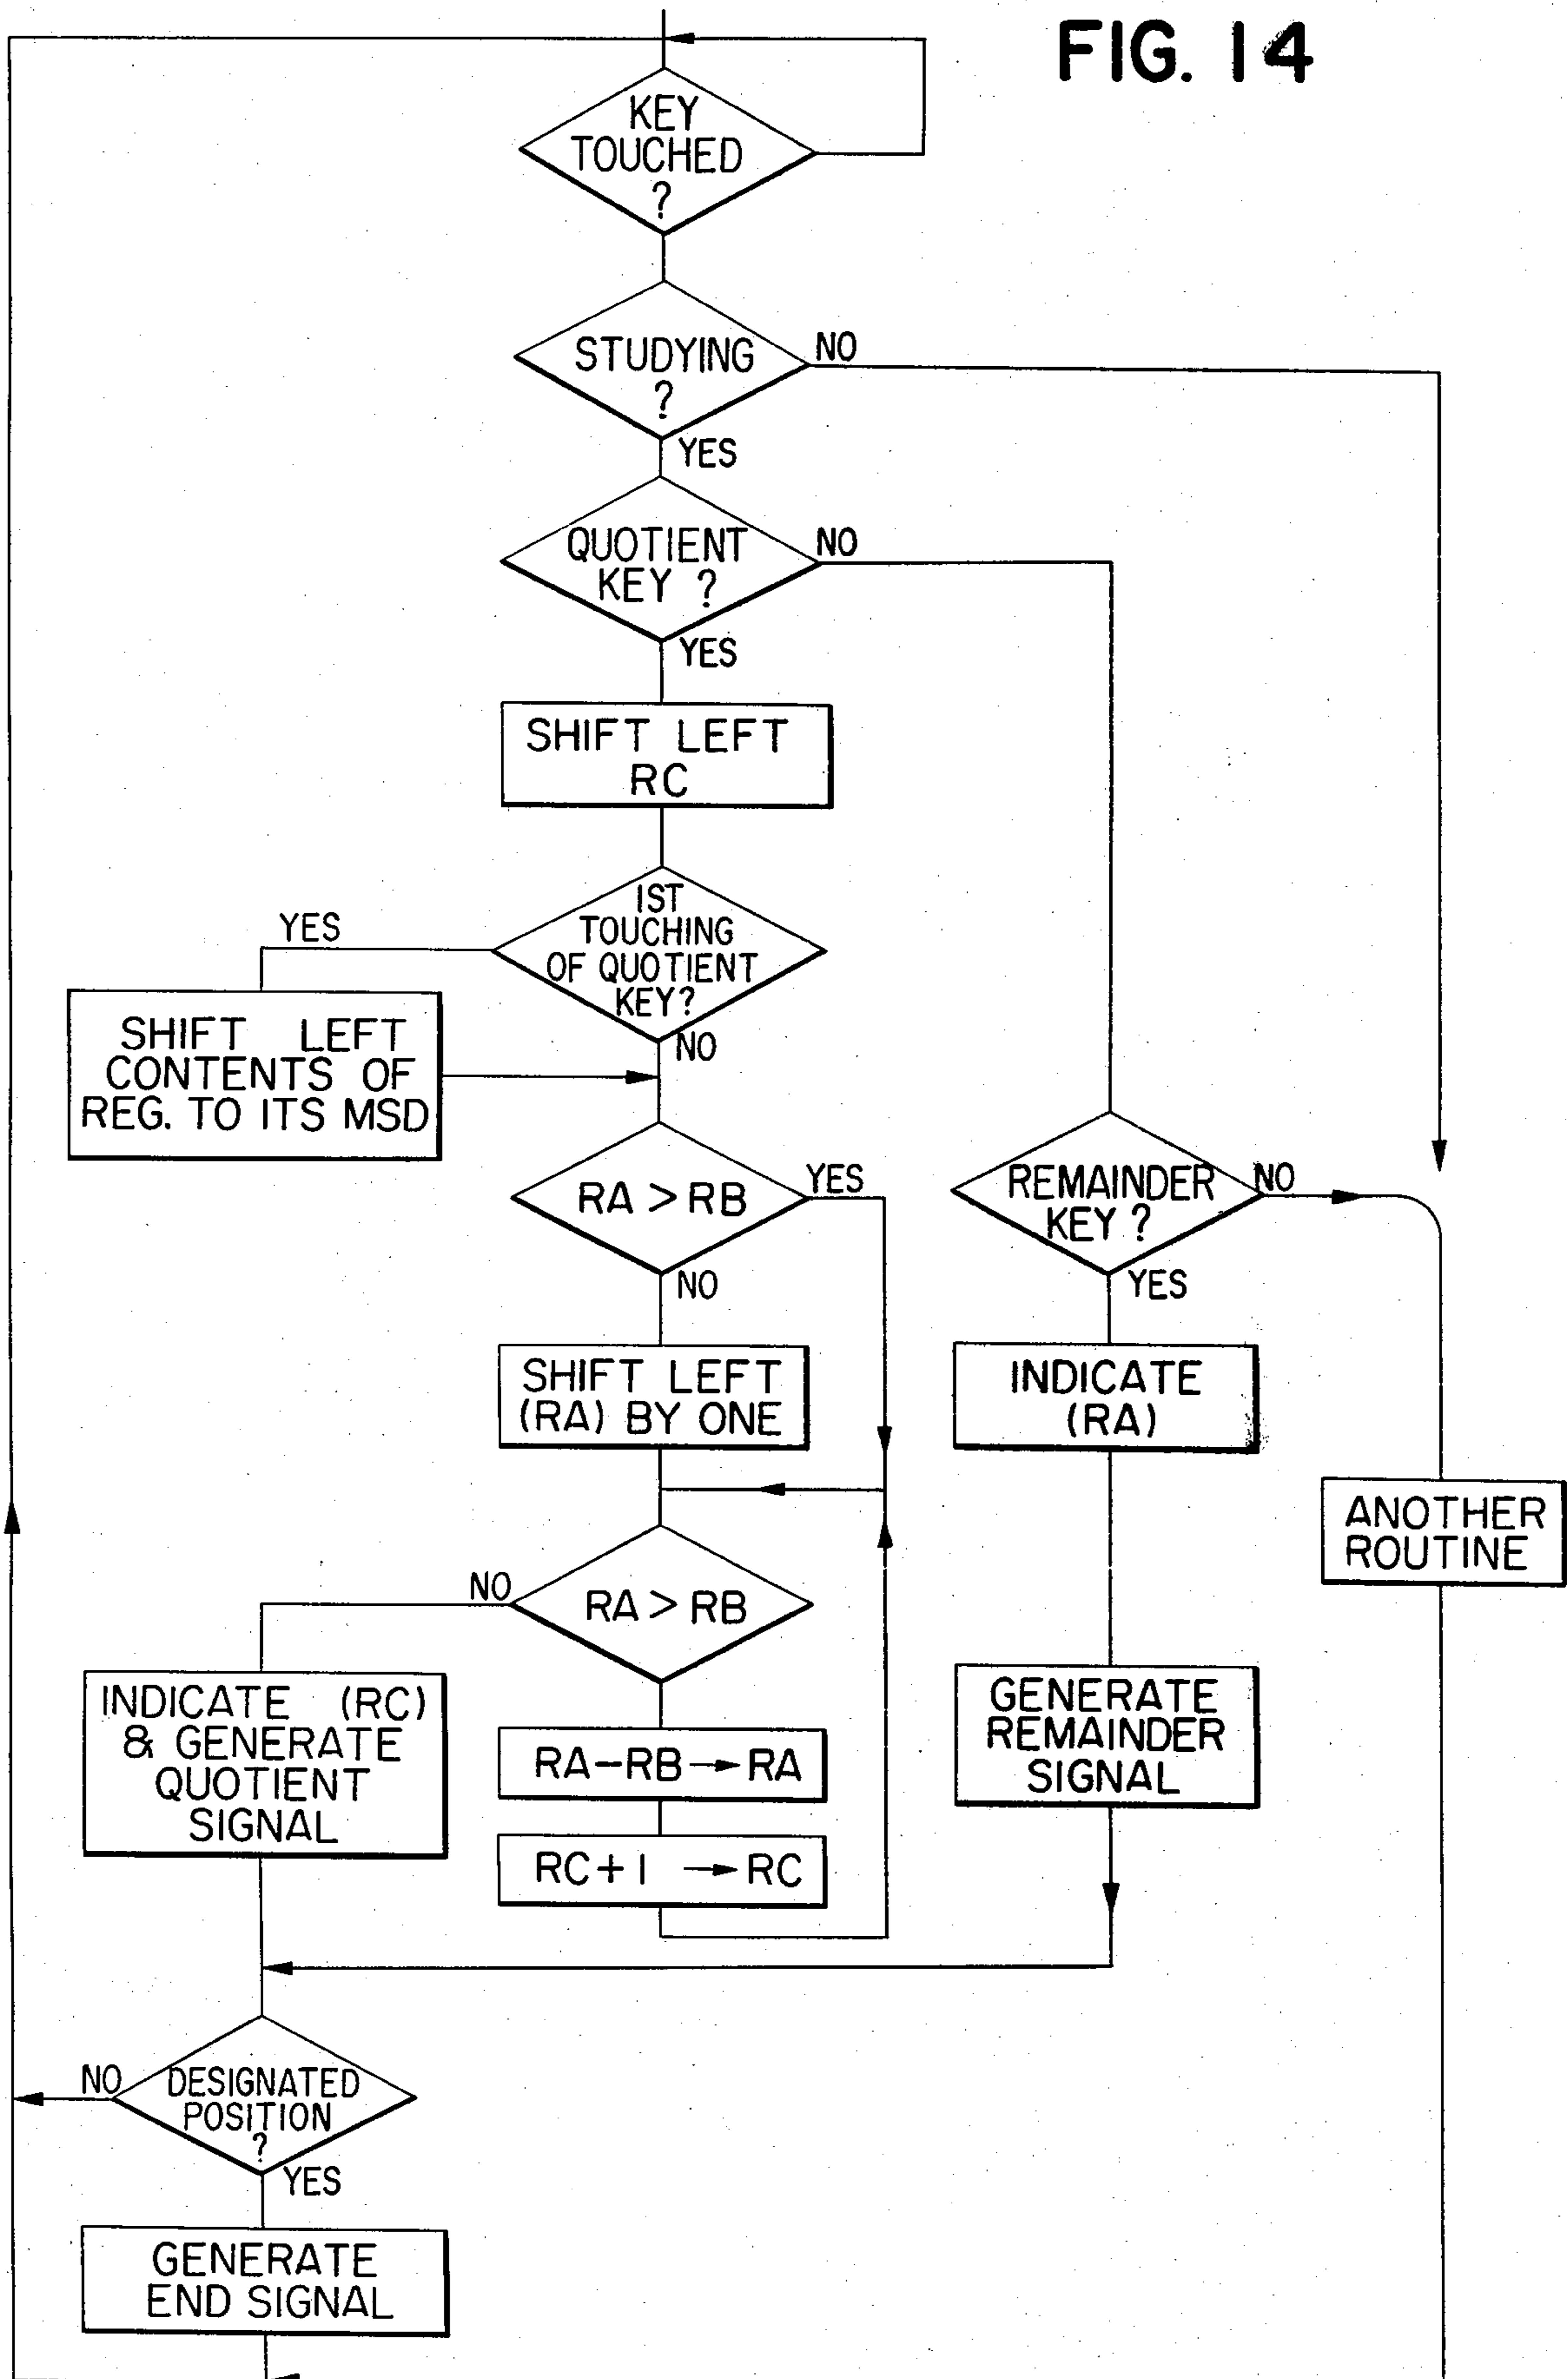 FIG. 14
KEY
TOUCHED
?
STUDYING
?
NO
YES
QUOTIENT
KEY ?
NO
YES
SHIFT LEFT
RC
1ST
TOUCHING
OF QUOTIENT
KEY?
YES
NO
SHIFT LEFT
CONTENTS OF
REG. TO ITS MSD
RA > RB
YES
NO
REMAINDER
KEY ?
NO
YES
SHIFT LEFT
(RA) BY ONE
INDICATE
(RA)
ANOTHER
ROUTINE
RA > RB
NO
INDICATE (RC)
& GENERATE
QUOTIENT
SIGNAL
RA−RB→RA
RC+1 →RC
GENERATE
REMAINDER
SIGNAL
DESIGNATED
POSITION
?
NO
YES
GENERATE
END SIGNAL